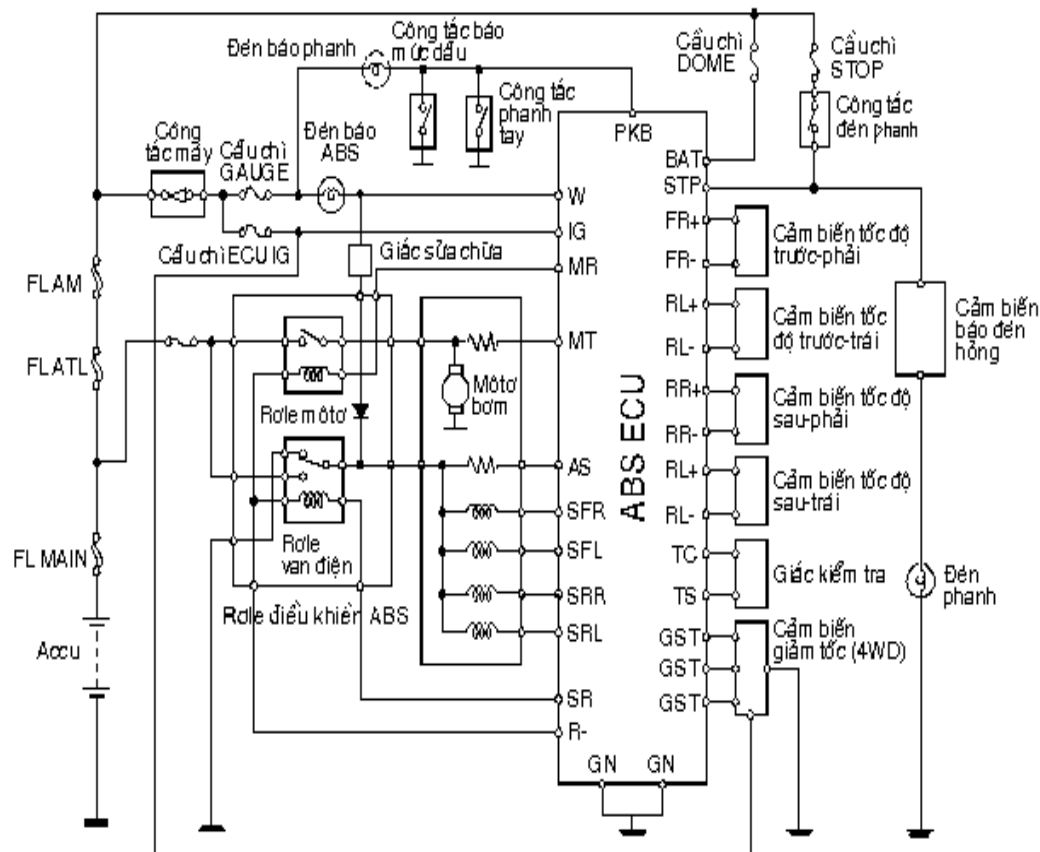 Đèn báo phanh
Công tắc báo
mức dầu
Cầu chì
DOME
Cầu chì
STOP
Công tắc
phanh
tay
Công tắc
đèn phanh
Công
tắc máy
Cầu chì
GAUGE
Đèn báo
ABS
PKB
BAT
STP
W
IG
MR
MT
AS
SFR
SFL
SRR
SRL
SR
R-
GN
GN
ABS ECU
FR+
FR-
RL+
RL-
RR+
RR-
RL+
RL-
TC
TS
GST
GST
GST
Cảm biến tốc độ
trước-phải
Cảm biến tốc
độ trước-trái
Cảm biến tốc độ
sau-phải
Cảm biến tốc độ
sau-trái
Giắc kiểm tra
Cảm biến
giảm tốc (4WD)
Cảm biến
báo đèn
hỏng
Đèn
phanh
Cầu chì ECU IG
Giắc sửa chữa
FL AM
FL ATL
FL MAIN
Accu
Rơle môtơ
Môtơ
bơm
Rơle
van điện
Rơle điều khiển ABS